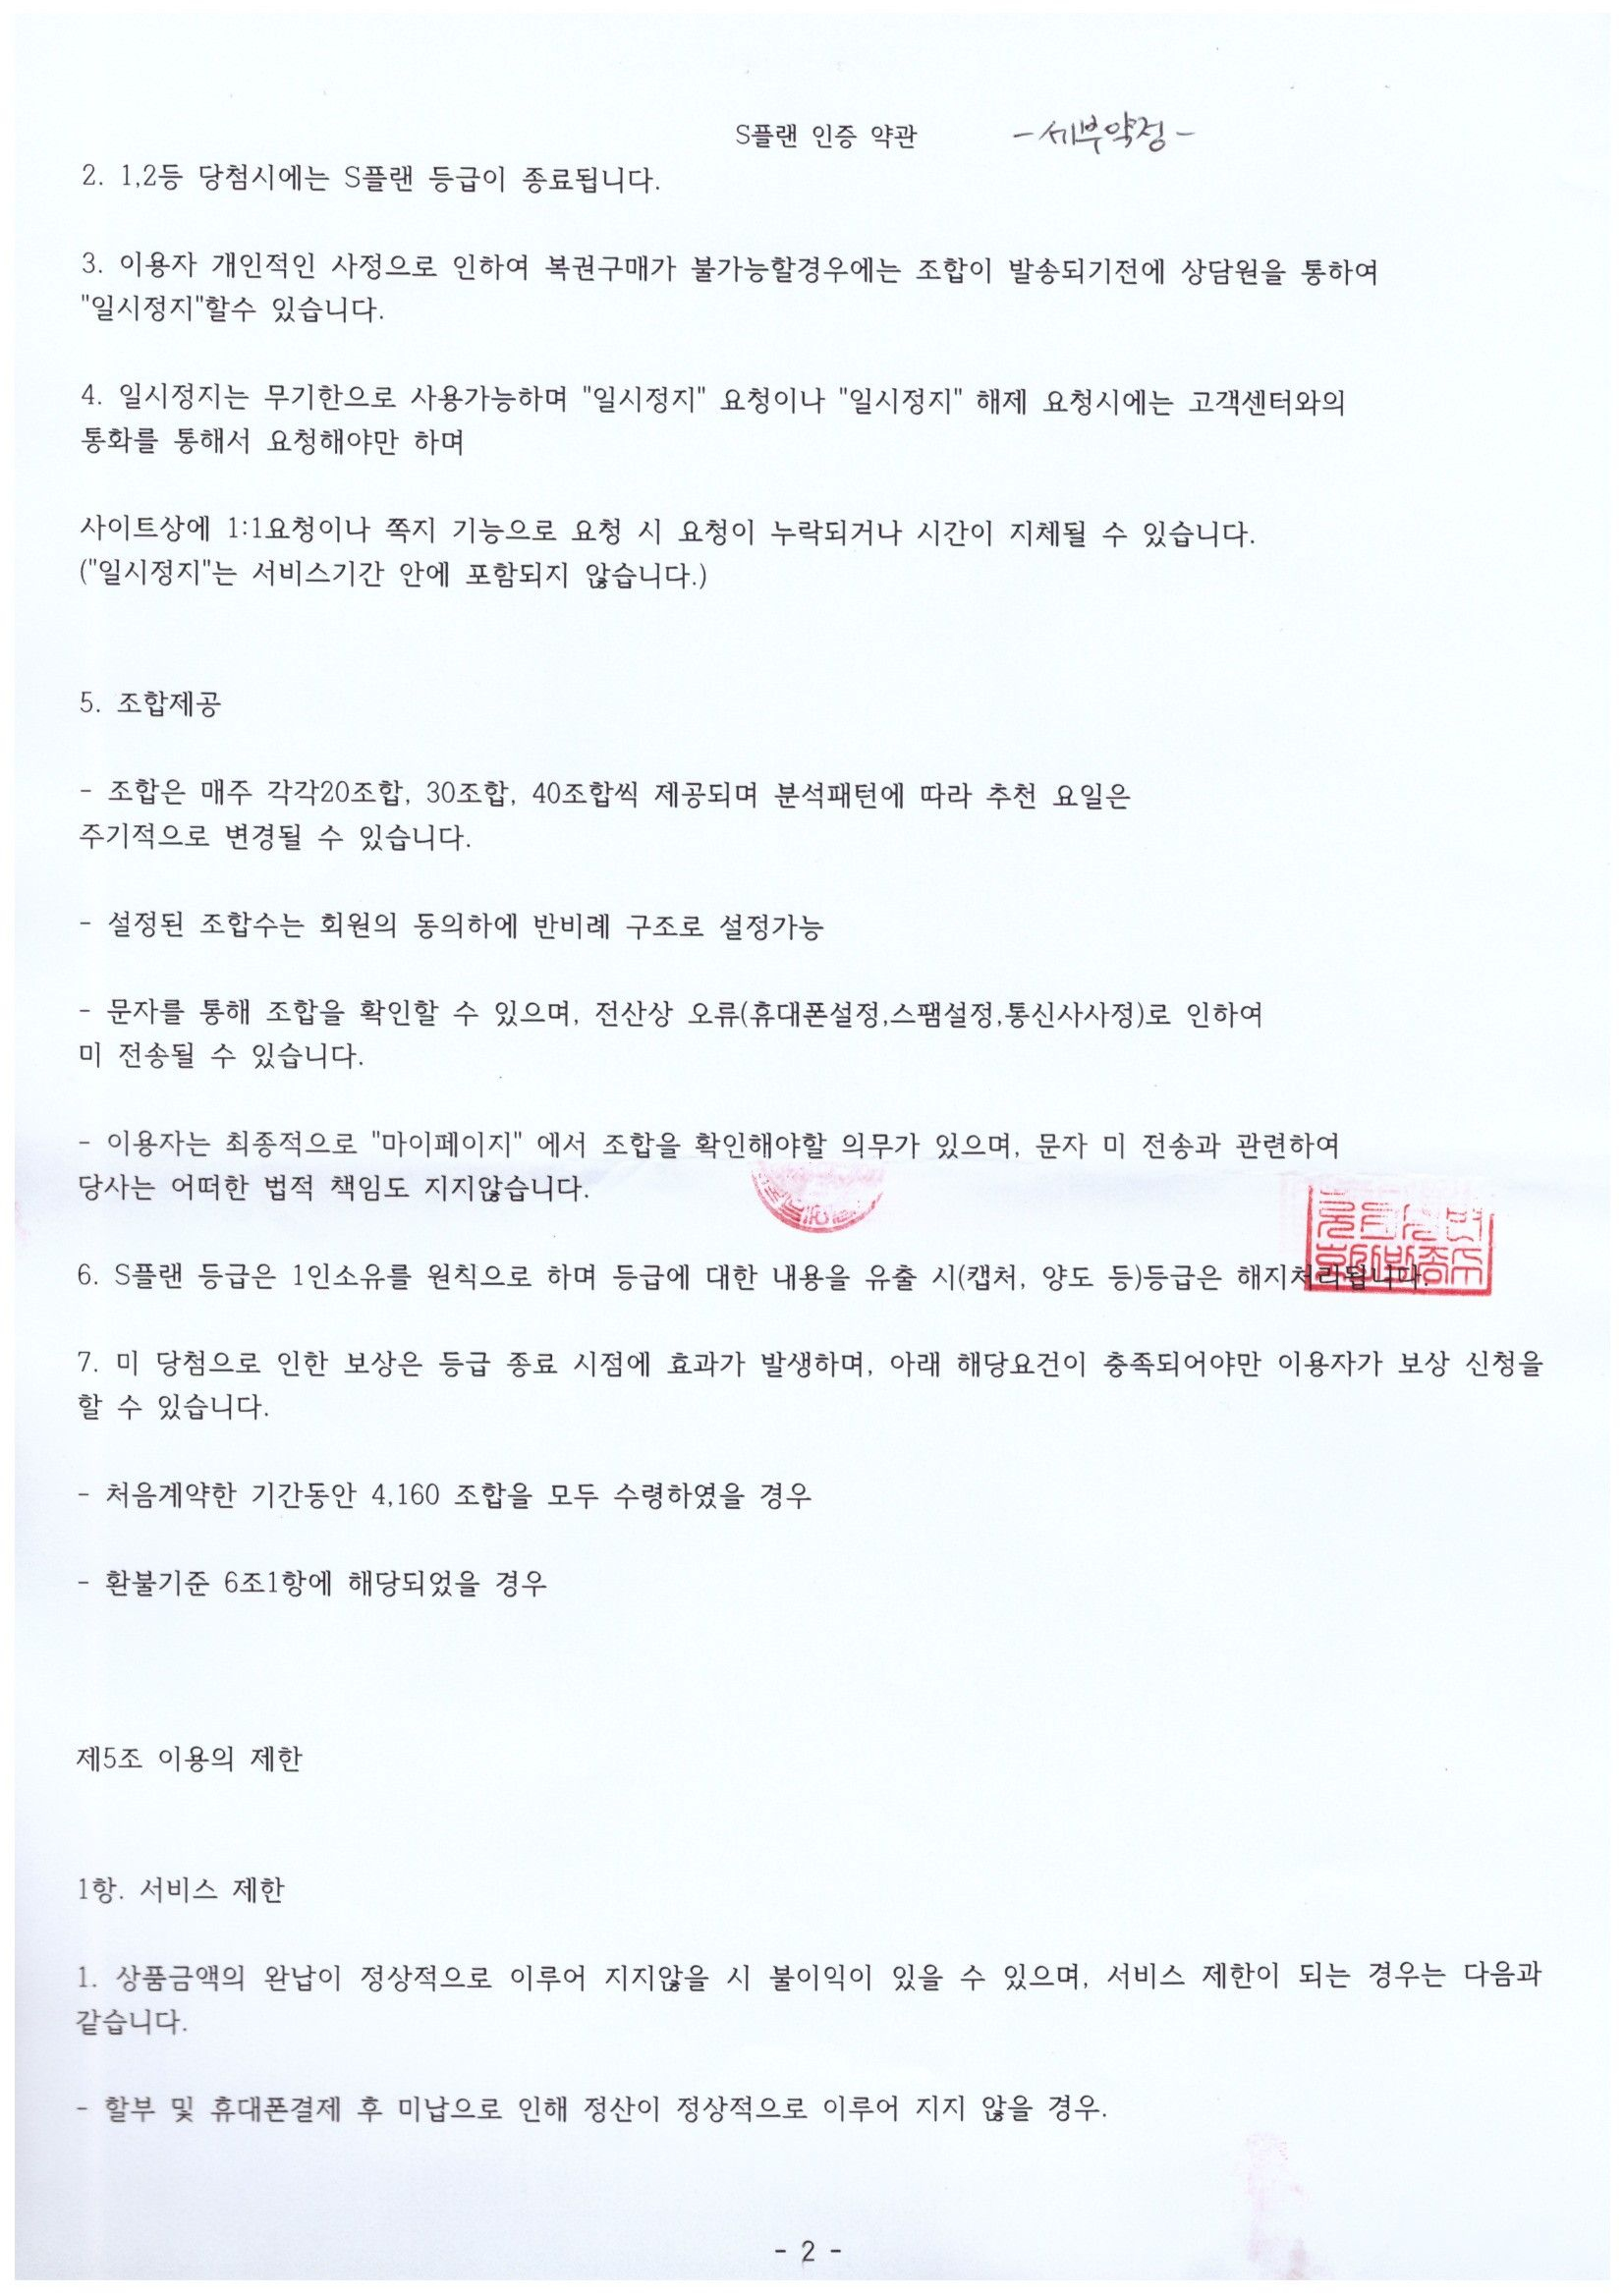 S플랜 인증 약관 -세부약정-
2. 1,2등 당첨시에는 S플랜 등급이 종료됩니다.
3. 이용자 개인적인 사정으로 인하여 복권구매가 불가능할경우에는 조합이 발송되기전에 상담원을 통하여
"일시정지"할수 있습니다.
4. 일시정지는 무기한으로 사용가능하며 "일시정지" 요청이나 "일시정지" 해제 요청시에는 고객센터와의
통화를 통해서 요청해야만 하며
사이트상에 1:1요청이나 쪽지 기능으로 요청 시 요청이 누락되거나 시간이 지체될 수 있습니다.
("일시정지"는 서비스기간 안에 포함되지 않습니다.)
5. 조합제공
- 조합은 매주 각각20조합, 30조합, 40조합씩 제공되며 분석패턴에 따라 추천 요일은
주기적으로 변경될 수 있습니다.
- 설정된 조합수는 회원의 동의하에 반비례 구조로 설정가능
- 문자를 통해 조합을 확인할 수 있으며, 전산상 오류(휴대폰설정,스팸설정,통신사사정)로 인하여
미 전송될 수 있습니다.
- 이용자는 최종적으로 "마이페이지" 에서 조합을 확인해야할 의무가 있으며, 문자 미 전송과 관련하여
당사는 어떠한 법적 책임도 지지않습니다.
6. S플랜 등급은 1인소유를 원칙으로 하며 등급에 대한 내용을 유출 시(캡처, 양도 등)등급은 해지처리됩니다.
7. 미 당첨으로 인한 보상은 등급 종료 시점에 효과가 발생하며, 아래 해당요건이 충족되어야만 이용자가 보상 신청을
할 수 있습니다.
- 처음계약한 기간동안 4,160 조합을 모두 수령하였을 경우
- 환불기준 6조1항에 해당되었을 경우
제5조 이용의 제한
1항. 서비스 제한
1. 상품금액의 완납이 정상적으로 이루어 지지않을 시 불이익이 있을 수 있으며, 서비스 제한이 되는 경우는 다음과
같습니다.
- 할부 및 휴대폰결제 후 미납으로 인해 정산이 정상적으로 이루어 지지 않을 경우.
- 2 -